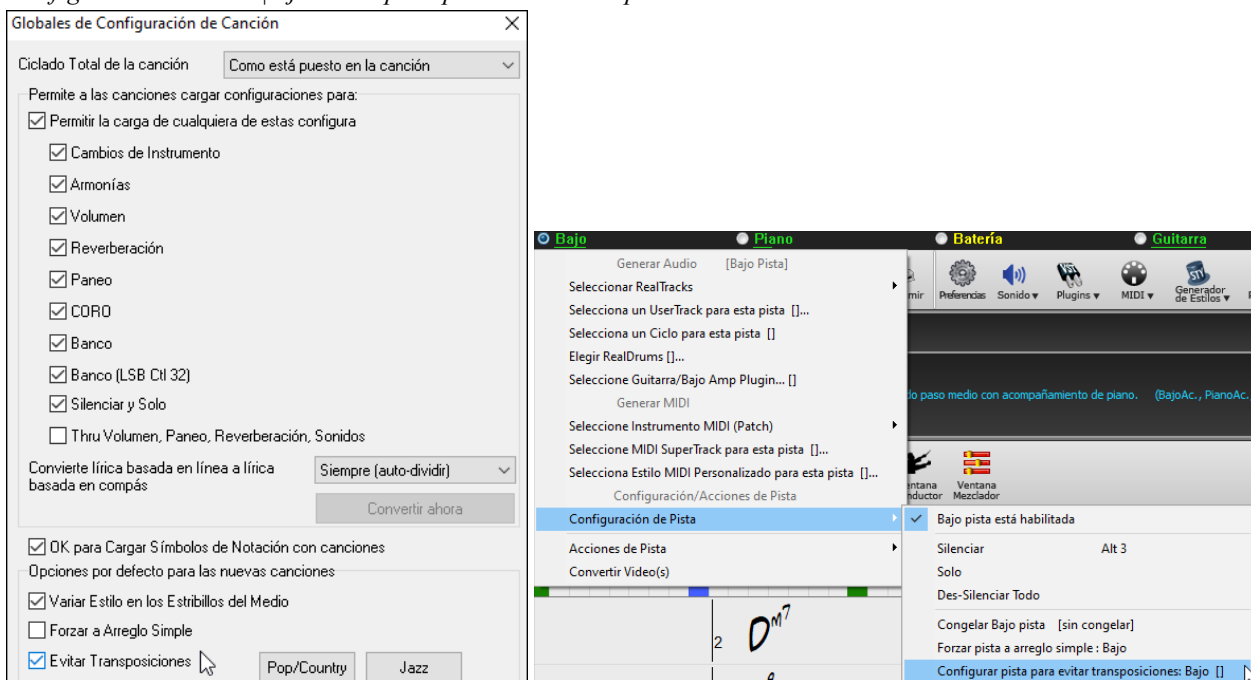 Globales de Configuración de Canción
Ciclado Total de la canción
Como está puesto en la canción
Permite a las canciones cargar configuraciones para:
Permitir la carga de cualquiera de estas configura
Cambios de Instrumento
Armonías
Volumen
Reverberación
Paneo
CORO
Banco
Banco (LSB Ctl 32)
Silenciar y Solo
Thru Volumen, Paneo, Reverberación, Sonidos
Convierte lírica basada en línea a lírica
basada en compás
Siempre (auto-dividir)
Convertir ahora
OK para Cargar Símbolos de Notación con canciones
Opciones por defecto para las nuevas canciones
Variar Estilo en los Estribillos del Medio
Forzar a Arreglo Simple
Evitar Transposiciones
Pop/Country
Jazz
Bajo
Piano
Batería
Guitarra
Generar Audio [Bajo Pista]
Seleccionar RealTracks
Selecciona un UserTrack para esta pista []...
Selecciona un Ciclo para esta pista []
Elegir RealDrums []...
Seleccione Guitarra/Bajo Amp Plugin... []
Generar MIDI
Seleccione Instrumento MIDI (Patch)
Seleccione MIDI SuperTrack para esta pista []...
Selecciona Estilo MIDI Personalizado para esta pista []...
Configuración/Acciones de Pista
Configuración de Pista
Acciones de Pista
Convertir Video(s)
mir
Preferencias
Sonido
Plugins
MIDI
Generador
de Estilos
do paso medio con acompañamiento de piano. (BajoAc., PianoAc.
entana
nductor
Ventana
Mezclador
Bajo pista está habilitada
Silenciar Alt 3
Solo
Des-Silenciar Todo
Congelar Bajo pista [sin congelar]
Forzar pista a arreglo simple : Bajo
Configurar pista para evitar transposiciones: Bajo []
2 Dm7